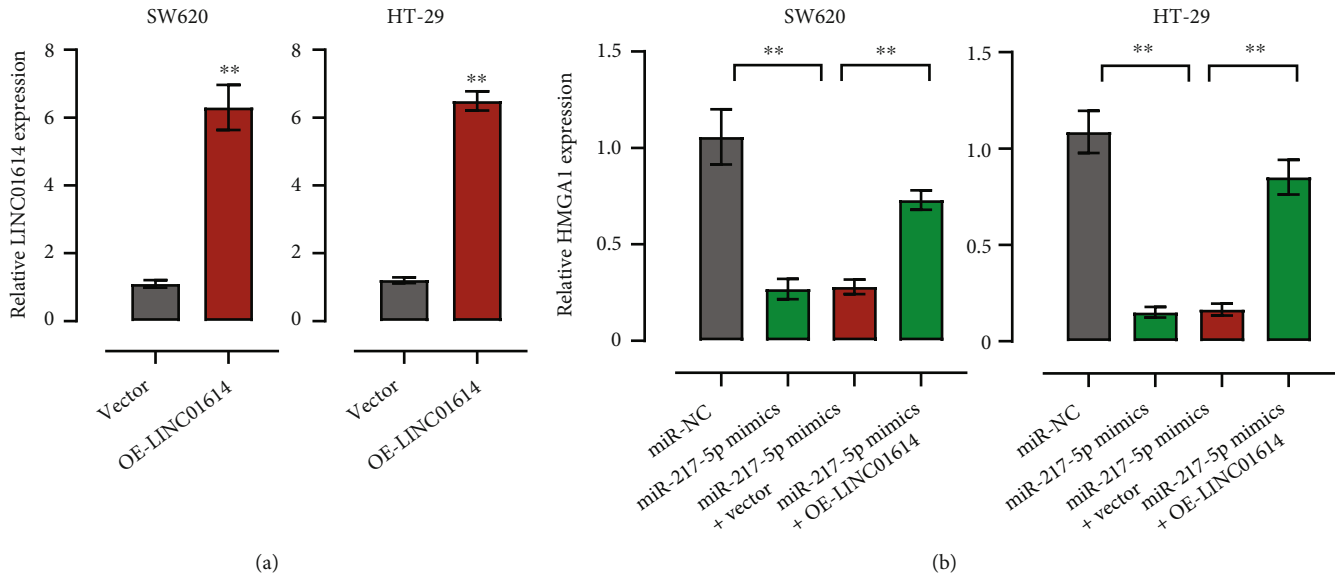 SW620
HT-29
Relative LINC01614 expression
8
6
4
2
0
**
Vector
OE-LINC01614
8
6
4
2
0
**
Vector
OE-LINC01614
(a)
SW620
HT-29
Relative HMGA1 expression
1.5
1.0
0.5
0
**
**
miR-NC
miR-217-5p mimics
miR-217-5p mimics
+ vector
miR-217-5p mimics
+ OE-LINC01614
1.5
1.0
0.5
0
**
**
miR-NC
miR-217-5p mimics
miR-217-5p mimics
+ vector
miR-217-5p mimics
+ OE-LINC01614
(b)